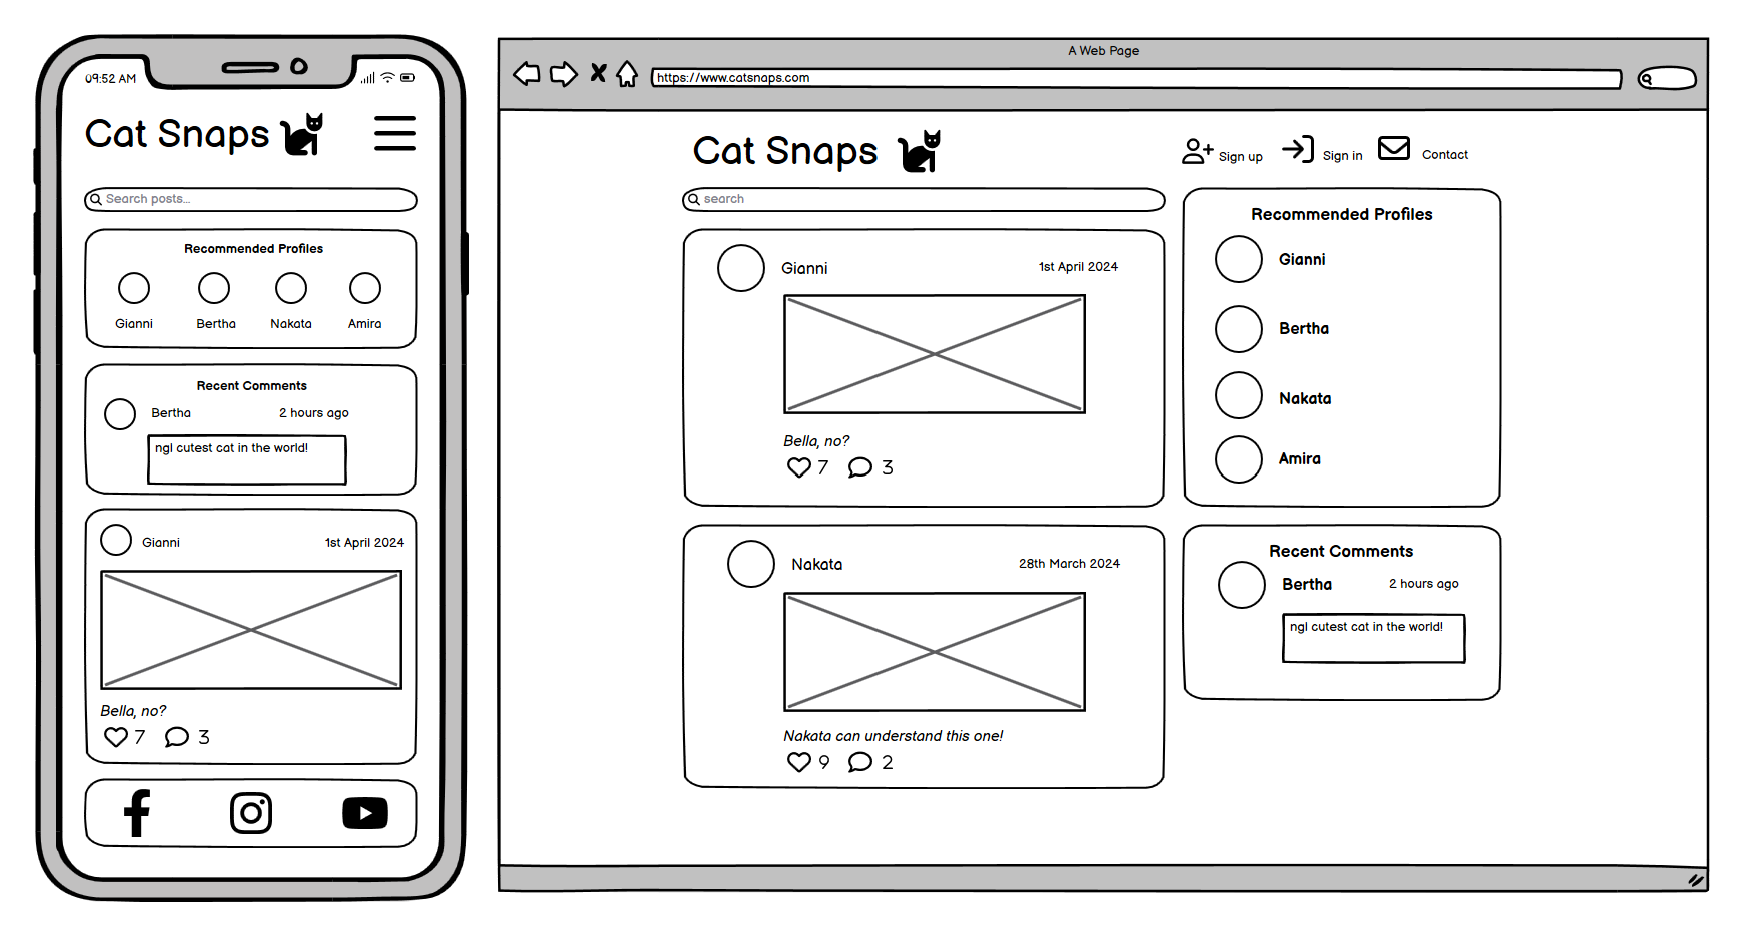 09:52 AM
Cat Snaps
Search posts...
Recommended Profiles
Gianni Bertha Nakata Amira
Recent Comments
Bertha 2 hours ago
ngl cutest cat in the world!
Gianni 1st April 2024
Bella, no?
7 3
A Web Page
https://www.catsnaps.com
Cat Snaps
Sign up Sign in Contact
search
Gianni 1st April 2024
Bella, no?
7 3
Nakata 28th March 2024
Nakata can understand this one!
9 2
Recommended Profiles
Gianni
Bertha
Nakata
Amira
Recent Comments
Bertha 2 hours ago
ngl cutest cat in the world!